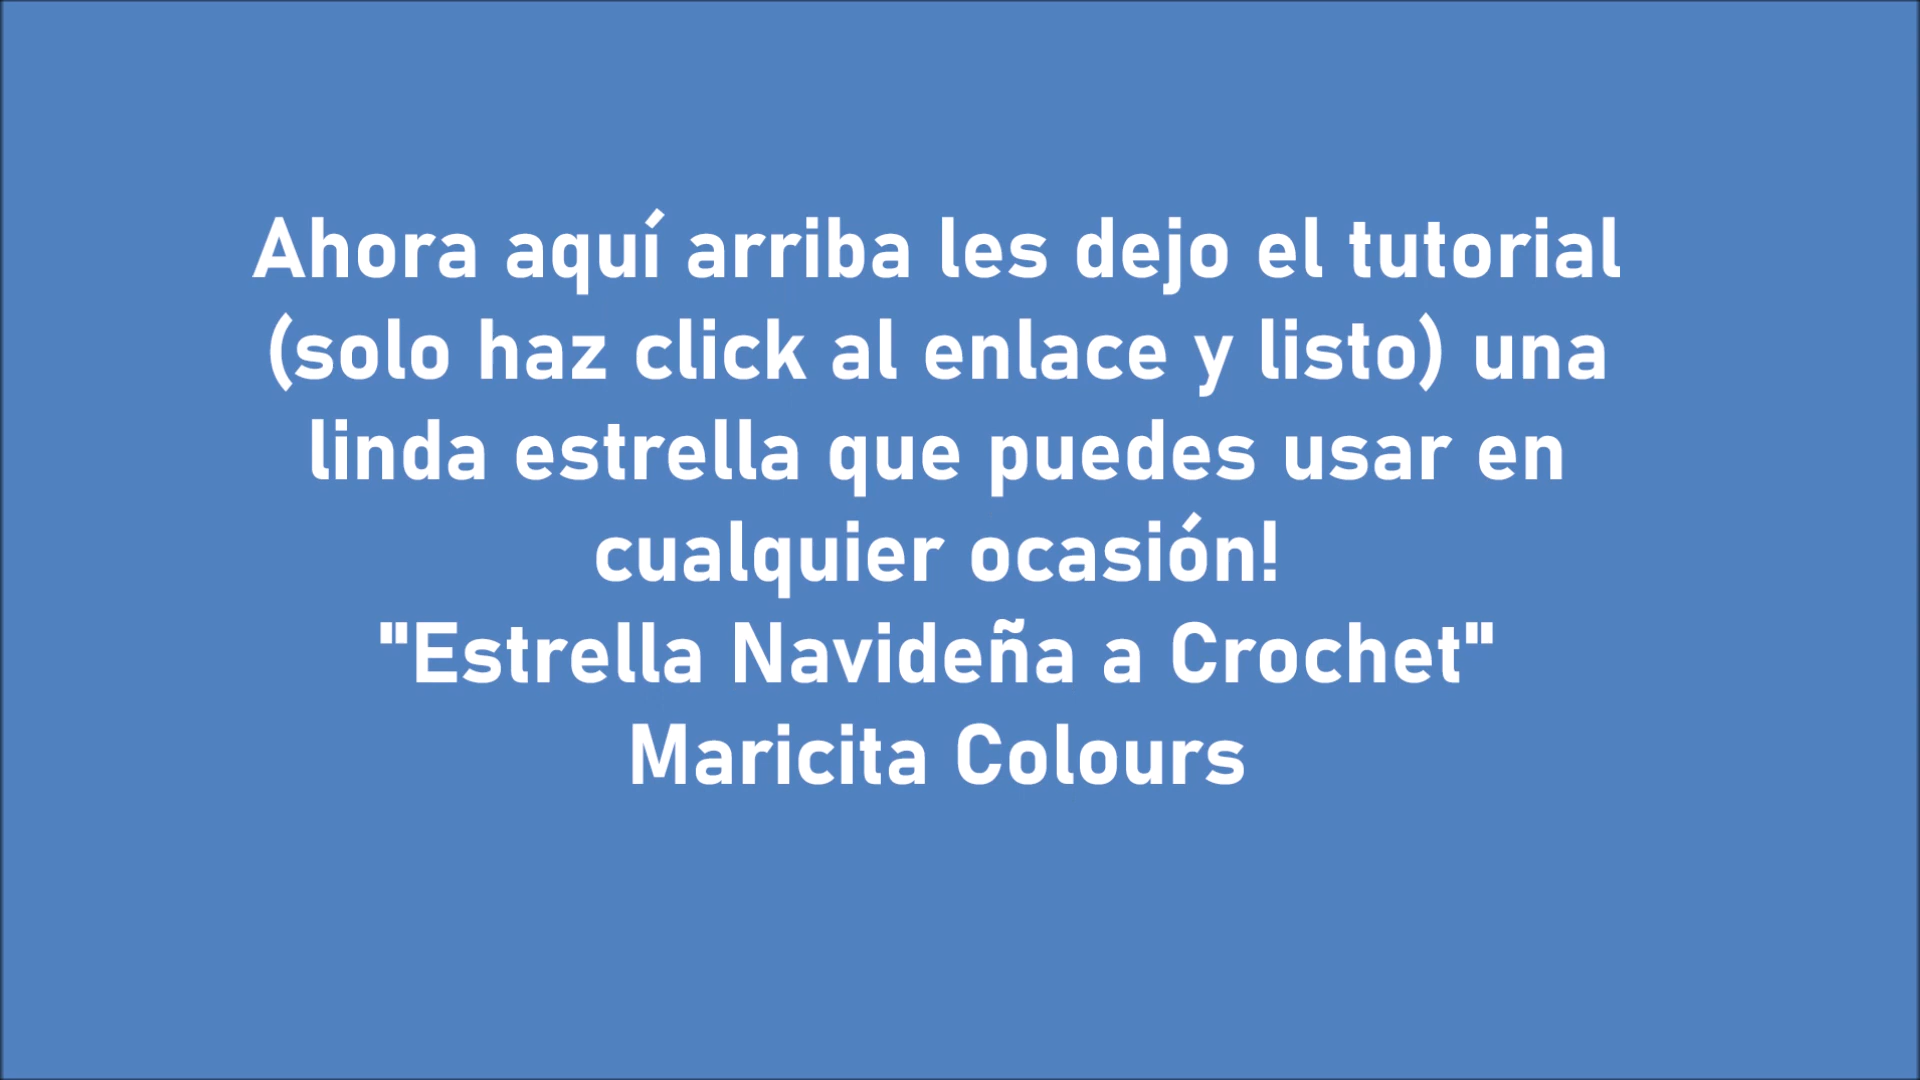 Ahora aquí arriba les dejo el tutorial
(solo haz click al enlace y listo) una
linda estrella que puedes usar en
cualquier ocasión!
"Estrella Navideña a Crochet"
Maricita Colours